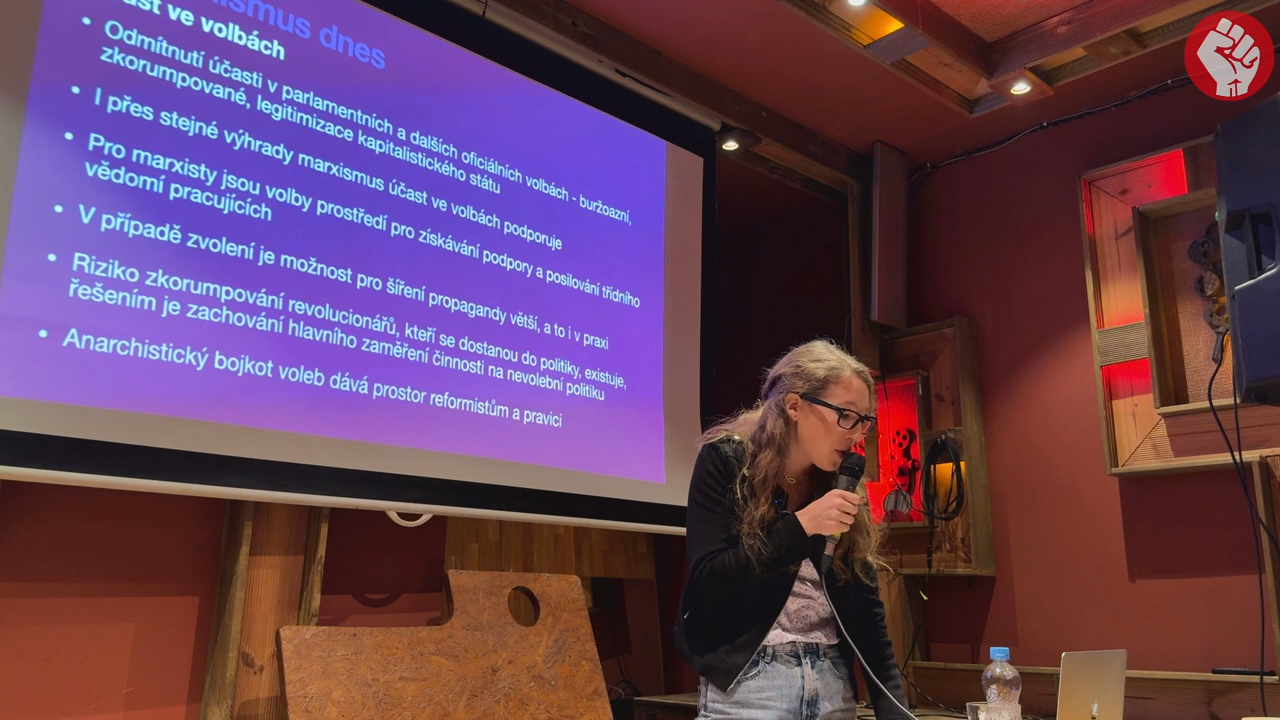 ismus dnes
ast ve volbách
• Odmítnutí účasti v parlamentních a dalších oficiálních volbách - buržoazní,
zkorumpované, legitimizace kapitalistického státu
• I přes stejné výhrady marxismus účast ve volbách podporuje
• Pro marxisty jsou volby prostředí pro získávání podpory a posilování třídního
vědomí pracujících
• V případě zvolení je možnost pro šíření propagandy větší, a to i v praxi
• Riziko zkorumpování revolucionářů, kteří se dostanou do politiky, existuje,
řešením je zachování hlavního zaměření činnosti na nevolební politiku
• Anarchistický bojkot voleb dává prostor reformistům a pravici